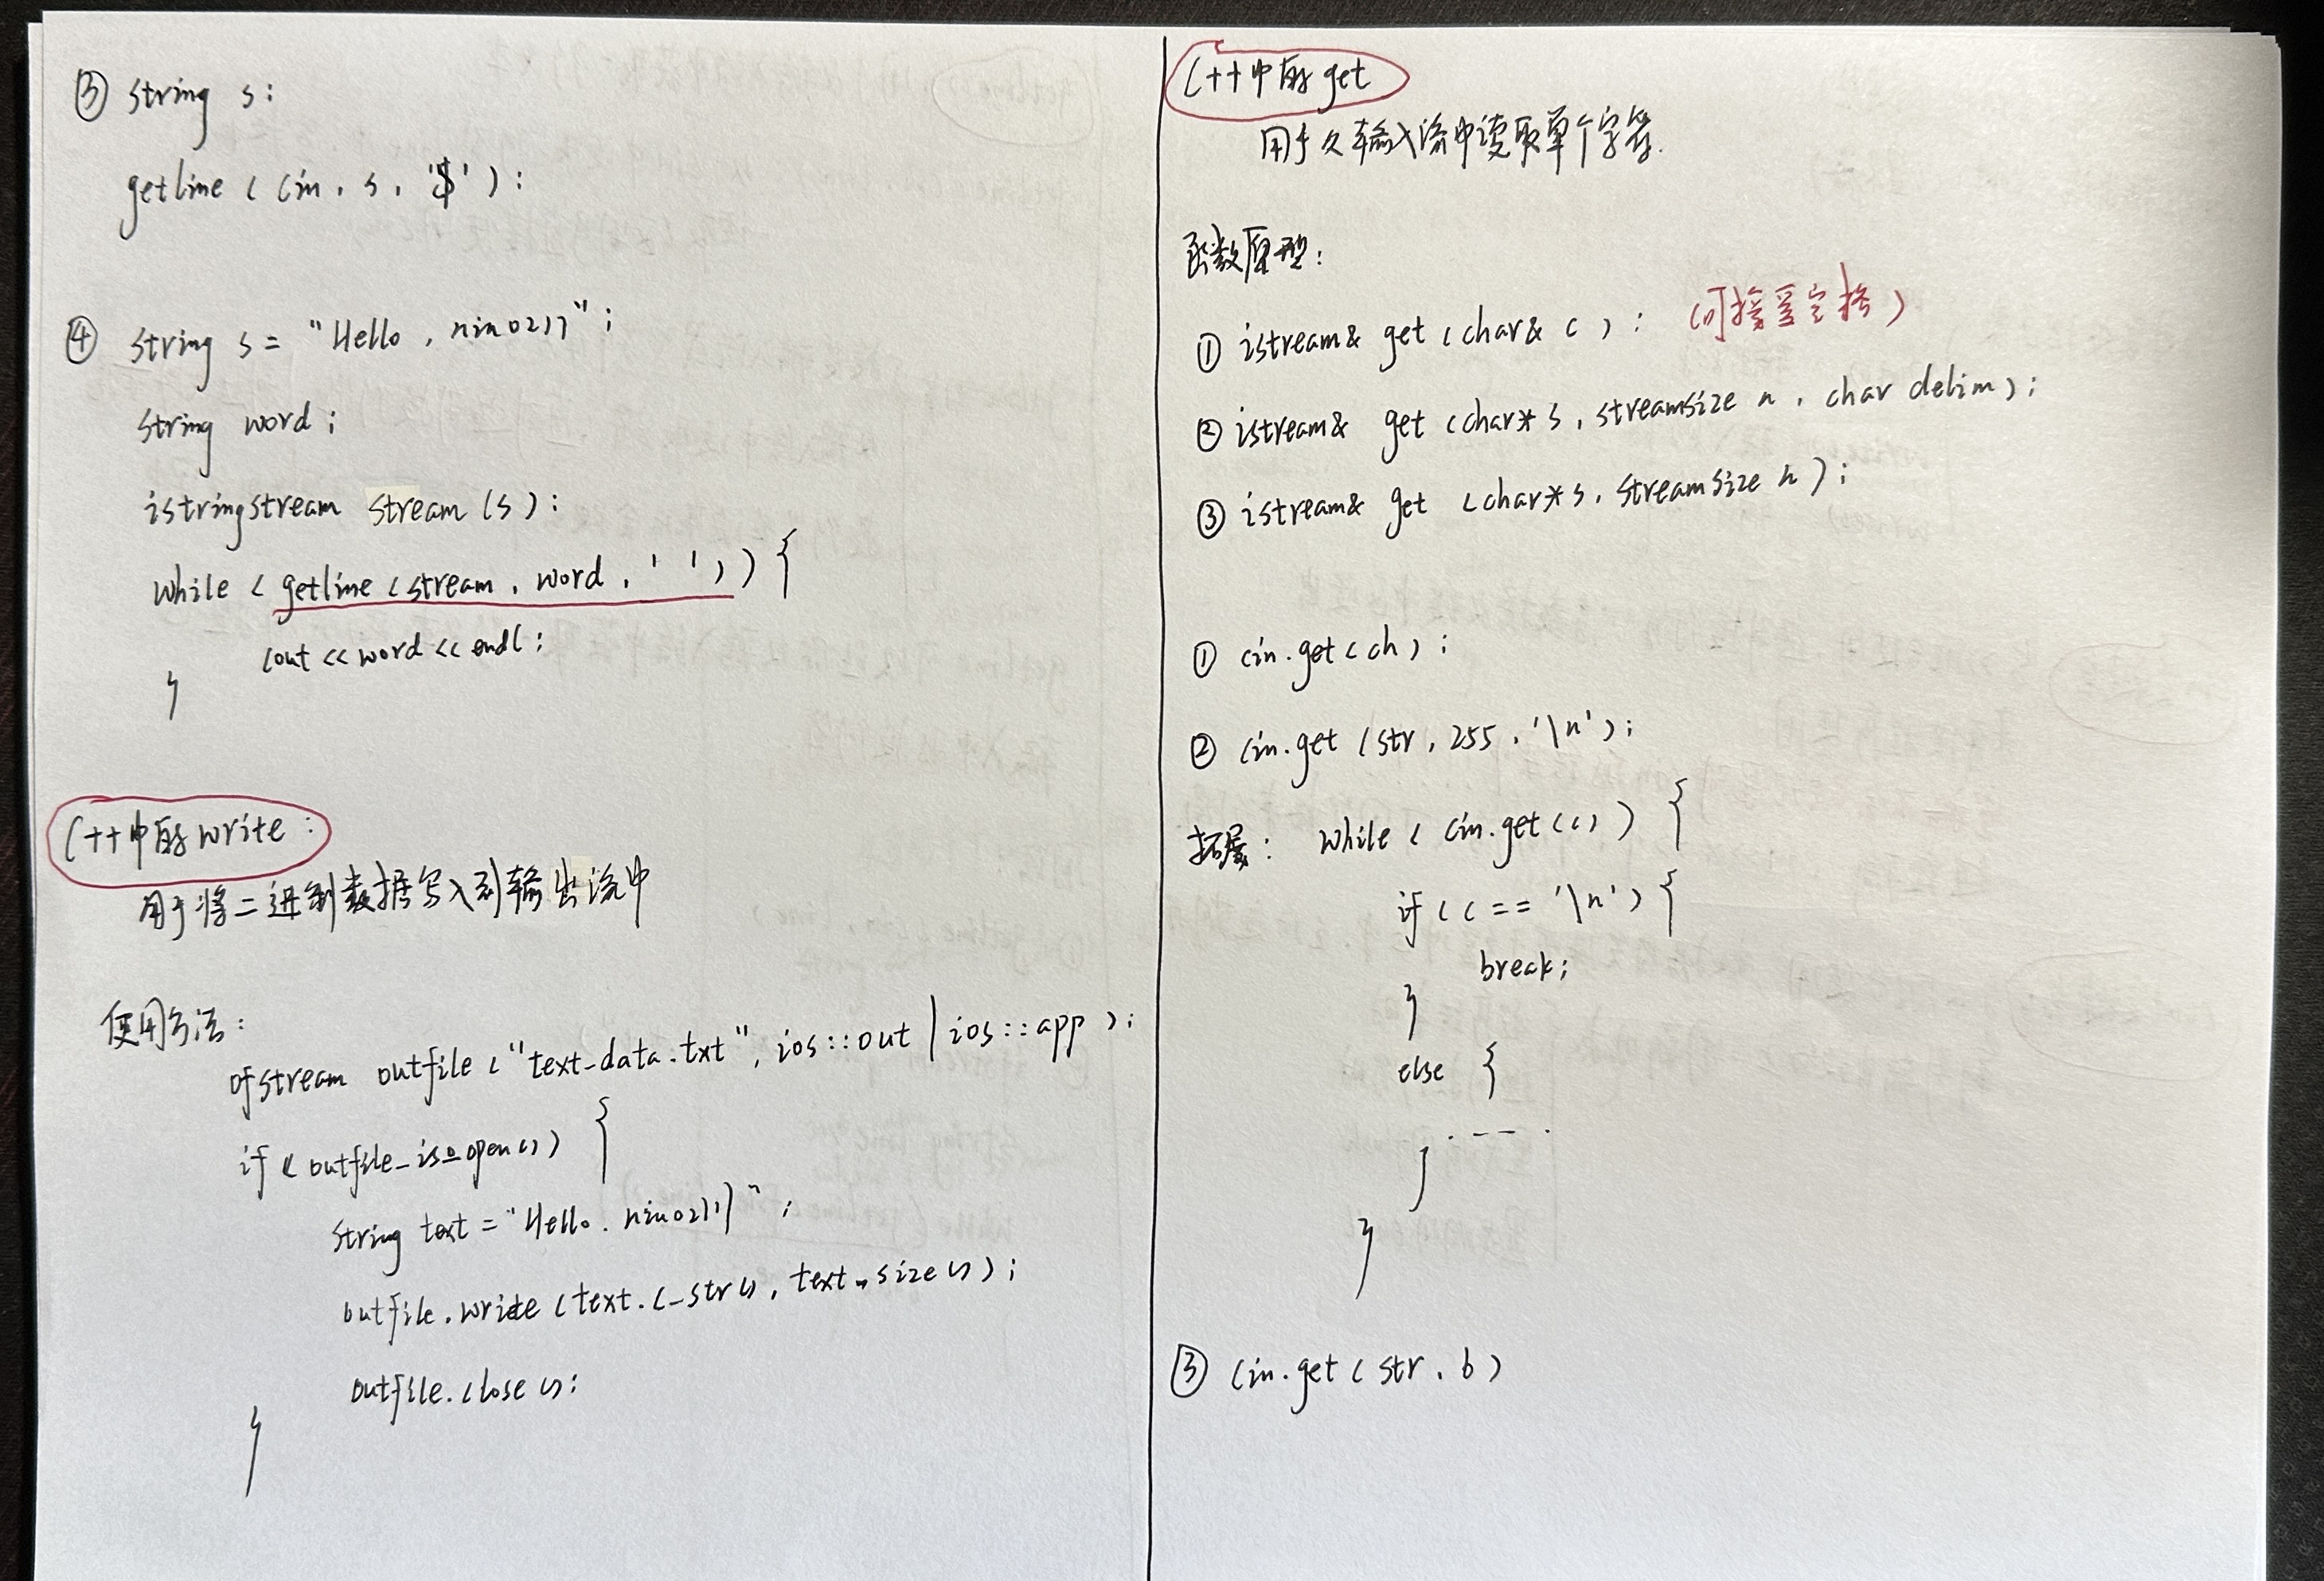 ③ string s;
getline (cin, s, '$');
④ string s = "Hello, nino211";
string word;
istringstream stream (s);
while (getline (stream, word, ' ')) {
cout << word << endl;
}
C++中的write:
用于将二进制数据写入到输出流中
使用方法:
ofstream outfile ("text_data.txt", ios::out | ios::app);
if (outfile.is_open()) {
string text = "Hello, nino211";
outfile.write (text.c_str(), text.size());
outfile.close();
}
C++中的get
用于久输入流中读取单个字符.
函数原型:
① istream& get (char& c); (可接受空格)
② istream& get (char* s, streamsize n, char delim);
③ istream& get (char* s, streamsize n);
① cin.get (ch);
② cin.get (str, 255, '\n');
拓展: while (cin.get(c)) {
if (c == '\n') {
break;
}
else {
.....
}
}
③ cin.get (str, b)